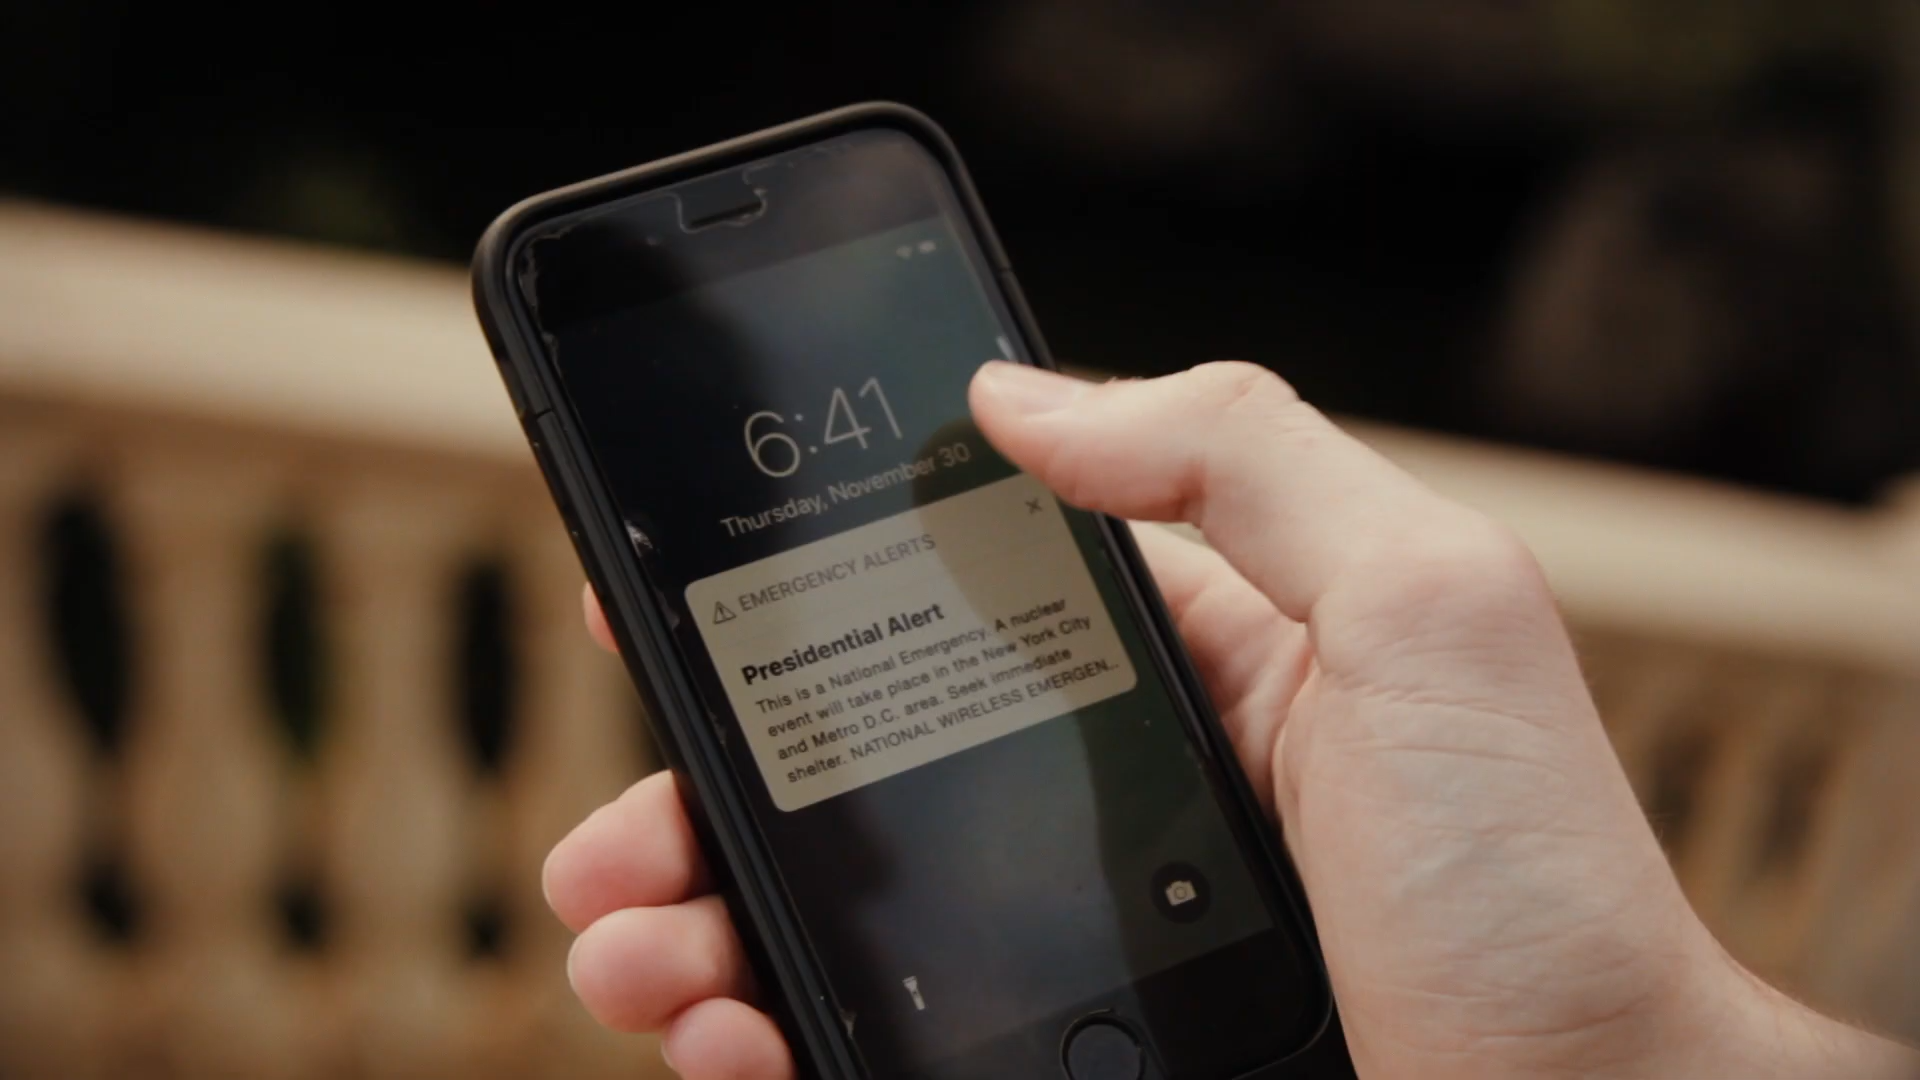 6:41
Thursday, November 30
EMERGENCY ALERTS
Presidential Alert
This is a National Emergency. A nuclear
event will take place in the New York City
and Metro D.C. area. Seek immediate
shelter. NATIONAL WIRELESS EMERGEN...